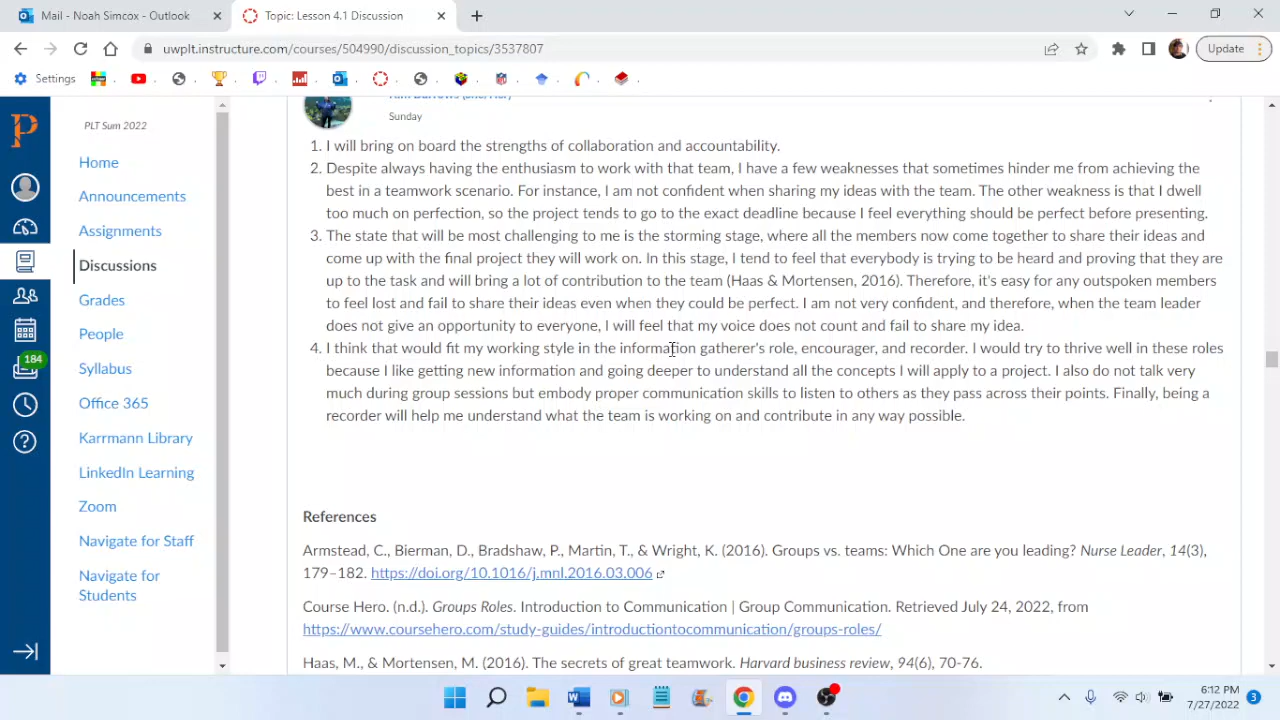 Mail - Noah Simcox - Outlook
Topic: Lesson 4.1 Discussion
uwplt.instructure.com/courses/504990/discussion_topics/3537807
Update
Settings
PLT Sum 2022
Home
Announcements
Assignments
Discussions
Grades
People
Syllabus
Office 365
Karrmann Library
LinkedIn Learning
Zoom
Navigate for Staff
Navigate for
Students
184
Sunday
1. I will bring on board the strengths of collaboration and accountability.
2. Despite always having the enthusiasm to work with that team, I have a few weaknesses that sometimes hinder me from achieving the
best in a teamwork scenario. For instance, I am not confident when sharing my ideas with the team. The other weakness is that I dwell
too much on perfection, so the project tends to go to the exact deadline because I feel everything should be perfect before presenting.
3. The state that will be most challenging to me is the storming stage, where all the members now come together to share their ideas and
come up with the final project they will work on. In this stage, I tend to feel that everybody is trying to be heard and proving that they are
up to the task and will bring a lot of contribution to the team (Haas & Mortensen, 2016). Therefore, it's easy for any outspoken members
to feel lost and fail to share their ideas even when they could be perfect. I am not very confident, and therefore, when the team leader
does not give an opportunity to everyone, I will feel that my voice does not count and fail to share my idea.
4. I think that would fit my working style in the information gatherer's role, encourager, and recorder. I would try to thrive well in these roles
because I like getting new information and going deeper to understand all the concepts I will apply to a project. I also do not talk very
much during group sessions but embody proper communication skills to listen to others as they pass across their points. Finally, being a
recorder will help me understand what the team is working on and contribute in any way possible.
References
Armstead, C., Bierman, D., Bradshaw, P., Martin, T., & Wright, K. (2016). Groups vs. teams: Which One are you leading? Nurse Leader, 14(3),
179–182. https://doi.org/10.1016/j.mnl.2016.03.006
Course Hero. (n.d.). Groups Roles. Introduction to Communication | Group Communication. Retrieved July 24, 2022, from
https://www.coursehero.com/study-guides/introductiontocommunication/groups-roles/
Haas, M., & Mortensen, M. (2016). The secrets of great teamwork. Harvard business review, 94(6), 70-76.
6:12 PM
7/27/2022
3